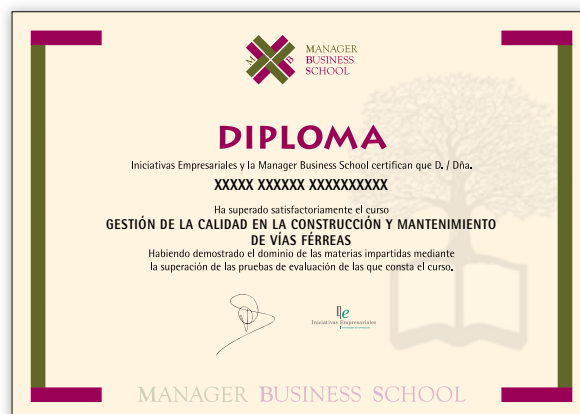 M B
MANAGER
BUSINESS
SCHOOL
DIPLOMA
Iniciativas Empresariales y la Manager Business School certifican que D. / Dña.
XXXXX XXXXXX XXXXXXXXXX
Ha superado satisfactoriamente el curso
GESTIÓN DE LA CALIDAD EN LA CONSTRUCCIÓN Y MANTENIMIENTO
DE VÍAS FÉRREAS
Habiendo demostrado el dominio de las materias impartidas mediante
la superación de las pruebas de evaluación de las que consta el curso.
Iniciativas Empresariales
MANAGER BUSINESS SCHOOL